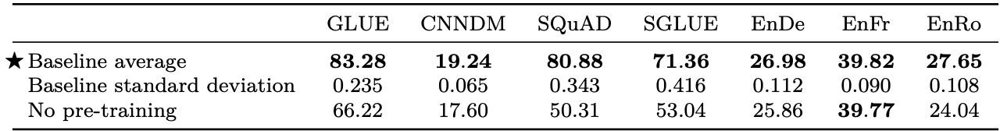 GLUE CNNDM SQuAD SGLUE EnDe EnFr EnRo
★ Baseline average 83.28 19.24 80.88 71.36 26.98 39.82 27.65
Baseline standard deviation 0.235 0.065 0.343 0.416 0.112 0.090 0.108
No pre-training 66.22 17.60 50.31 53.04 25.86 39.77 24.04